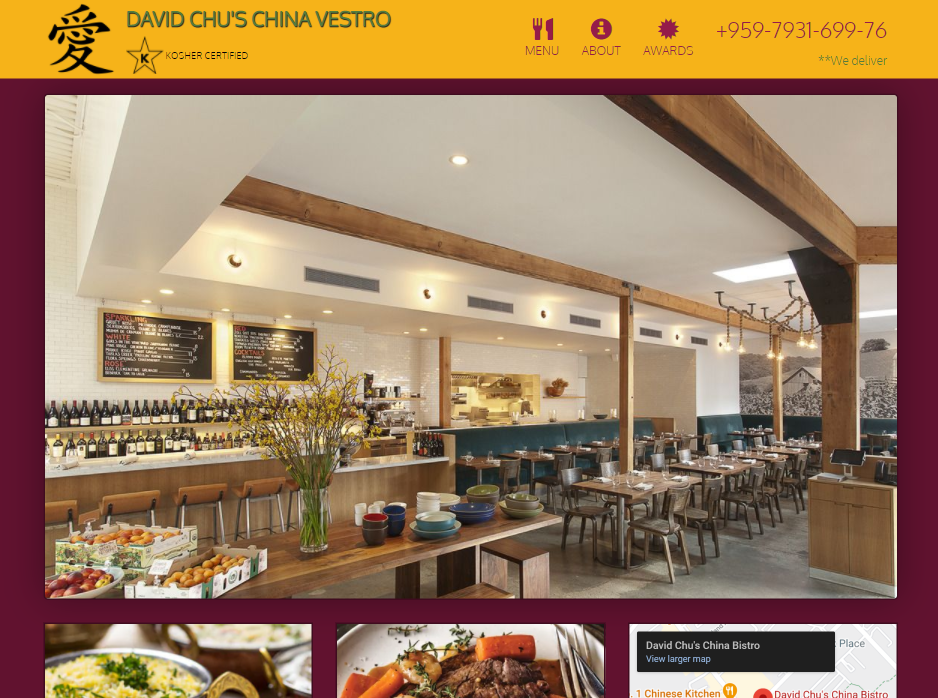 愛
DAVID CHU'S CHINA VESTRO
K
KOSHER CERTIFIED
MENU
ABOUT
AWARDS
+959-7931-699-76
**We deliver
SPARKLING
WHITE
ROSE
RED
COCKTAILS
David Chu's China Bistro
View larger map
Place
1 Chinese Kitchen
David Chu's China Bistro